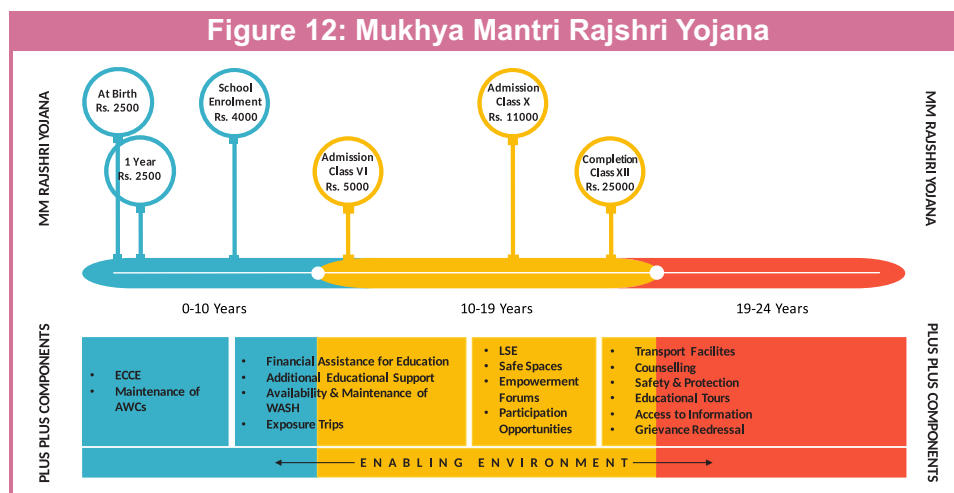 Figure 12: Mukhya Mantri Rajshri Yojana
MM RAJSHRI YOJANA
At Birth
Rs. 2500
1 Year
Rs. 2500
School
Enrolment
Rs. 4000
Admission
Class VI
Rs. 5000
Admission
Class X
Rs. 11000
Completion
Class XII
Rs. 25000
MM RAJSHRI YOJANA
0-10 Years
10-19 Years
19-24 Years
PLUS PLUS COMPONENTS
• ECCE
• Maintenance of
AWCs
• Financial Assistance for Education
• Additional Educational Support
• Availability & Maintenance of
WASH
• Exposure Trips
• LSE
• Safe Spaces
• Empowerment
Forums
• Participation
Opportunities
• Transport Facilites
• Counselling
• Safety & Protection
• Educational Tours
• Access to Information
• Grievance Redressal
PLUS PLUS COMPONENTS
ENABLING ENVIRONMENT